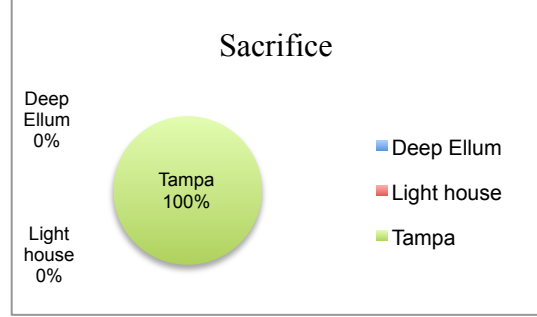 Sacrifice
Deep
Ellum
0%
Tampa
100%
Light
house
0%
Deep Ellum
Light house
Tampa